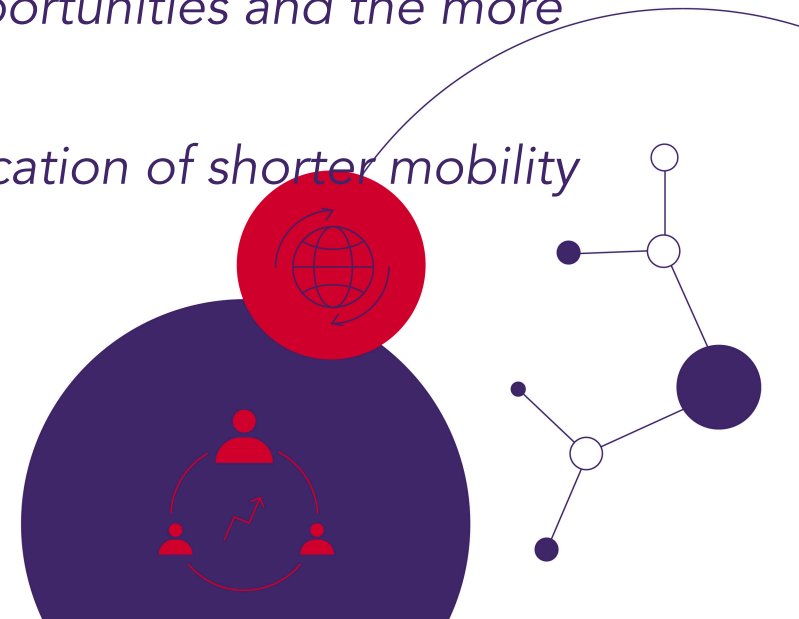 portunities and the more
cation of shorter mobility